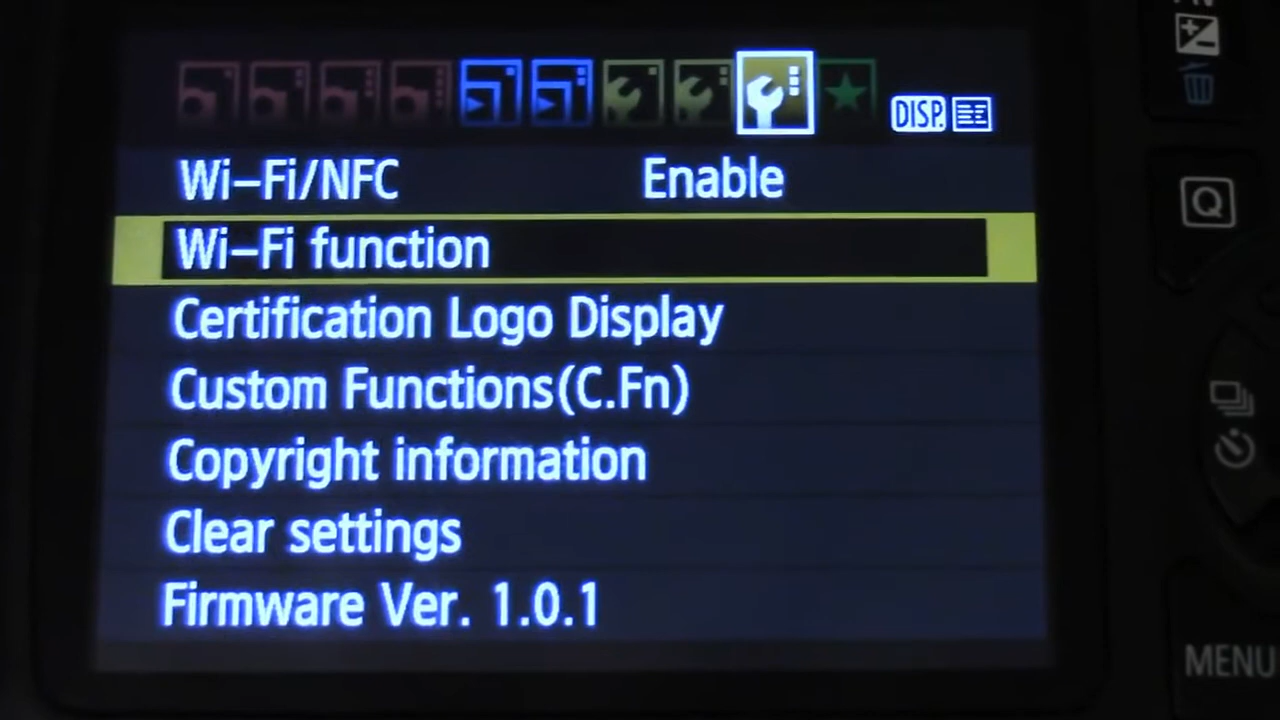 DISP.
Wi-Fi/NFC Enable
Wi-Fi function
Certification Logo Display
Custom Functions(C.Fn)
Copyright information
Clear settings
Firmware Ver. 1.0.1
Q
MENU